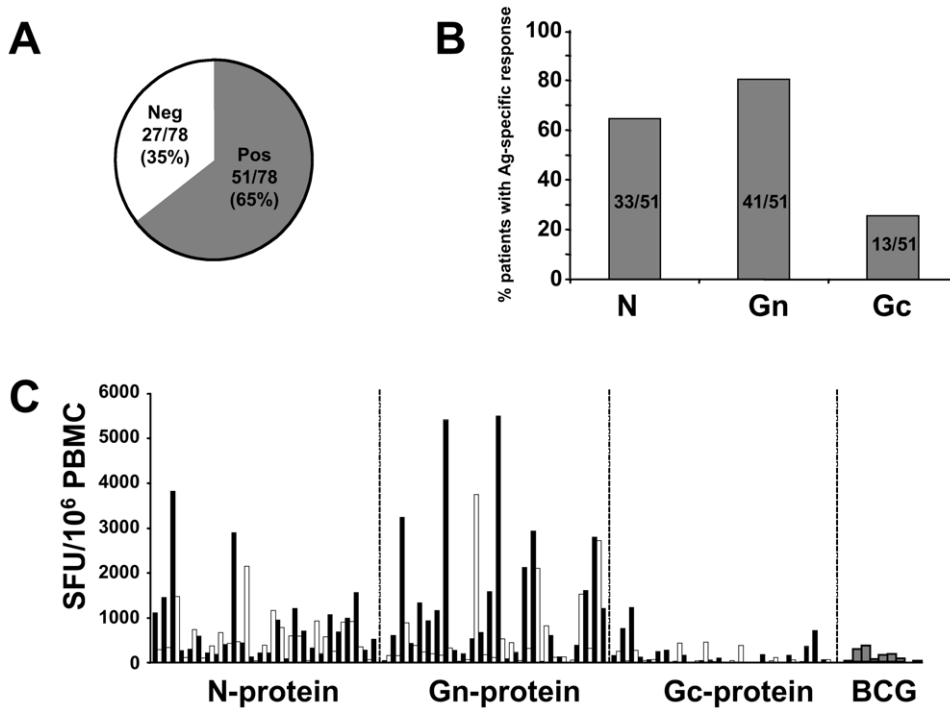 A
Neg
27/78
(35%)
Pos
51/78
(65%)
B
% patients with Ag-specific response
100
80
60
40
20
0
33/51
41/51
13/51
N
Gn
Gc
C
SFU/10⁶ PBMC
6000
5000
4000
3000
2000
1000
0
N-protein
Gn-protein
Gc-protein
BCG